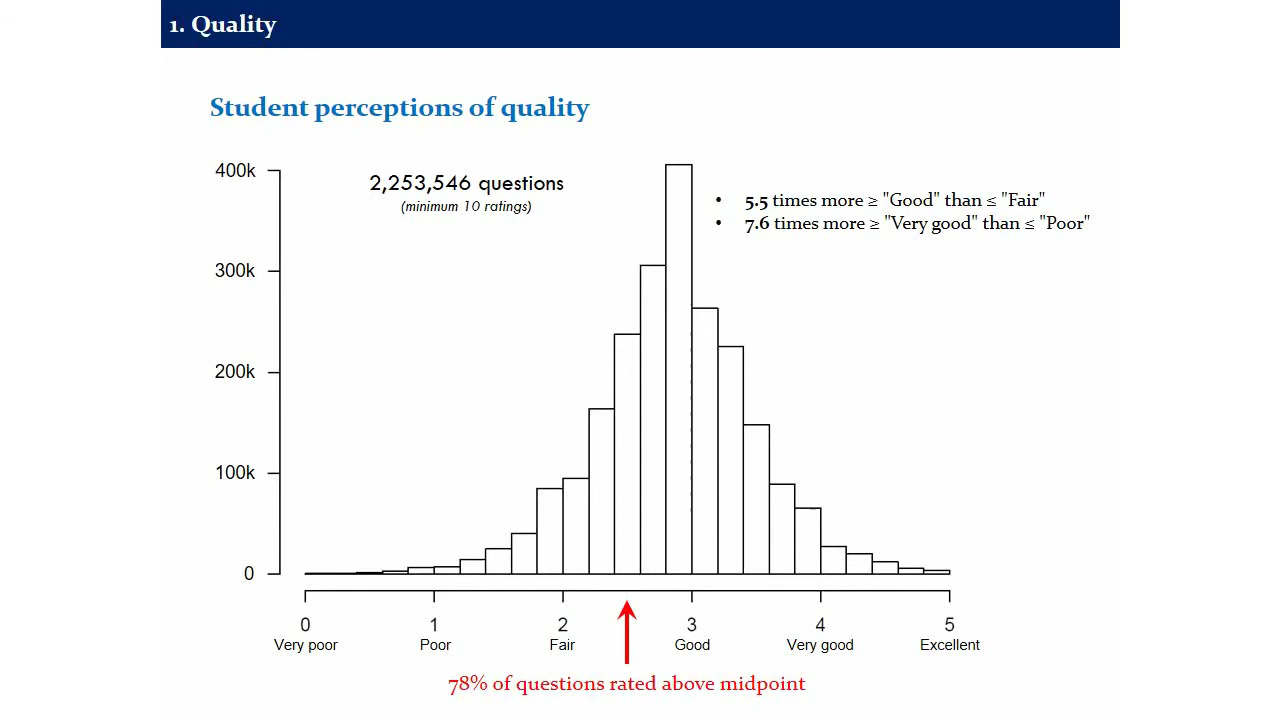 1. Quality
Student perceptions of quality
2,253,546 questions
(minimum 10 ratings)
• 5.5 times more ≥ "Good" than ≤ "Fair"
• 7.6 times more ≥ "Very good" than ≤ "Poor"
400k
300k
200k
100k
0
0 1 2 3 4 5
Very poor Poor Fair Good Very good Excellent
78% of questions rated above midpoint